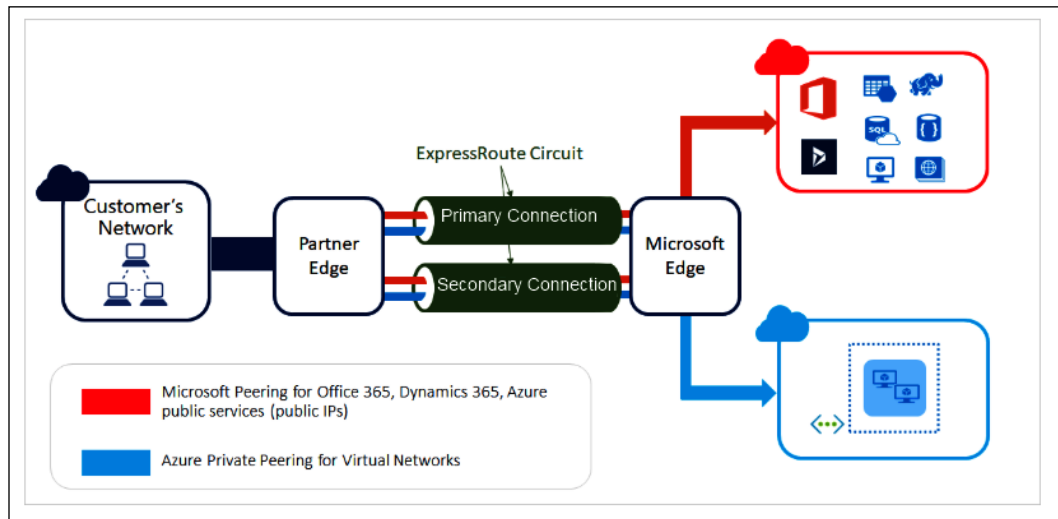 ExpressRoute Circuit
Customer's
Network
Partner
Edge
Primary Connection
Secondary Connection
Microsoft
Edge
SQL
Microsoft Peering for Office 365, Dynamics 365, Azure
public services (public IPs)
Azure Private Peering for Virtual Networks